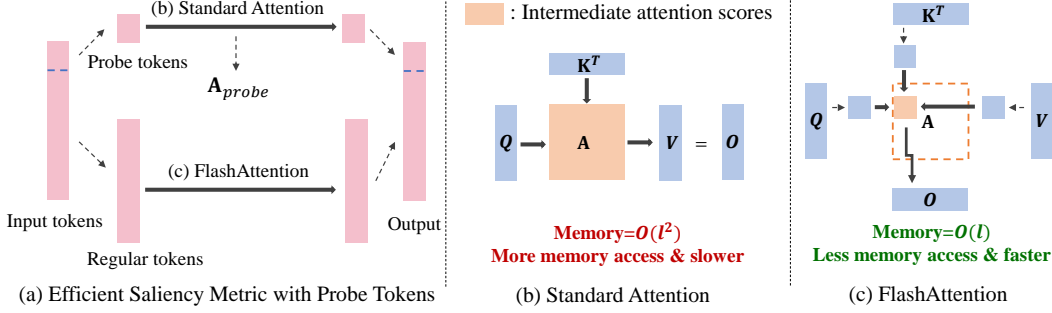 (b) Standard Attention
Probe tokens
A_probe
(c) FlashAttention
Input tokens
Output
Regular tokens
(a) Efficient Saliency Metric with Probe Tokens
: Intermediate attention scores
K^T
Q
A
V
=
O
Memory=O(l^2)
More memory access & slower
(b) Standard Attention
K^T
Q
A
V
O
Memory=O(l)
Less memory access & faster
(c) FlashAttention